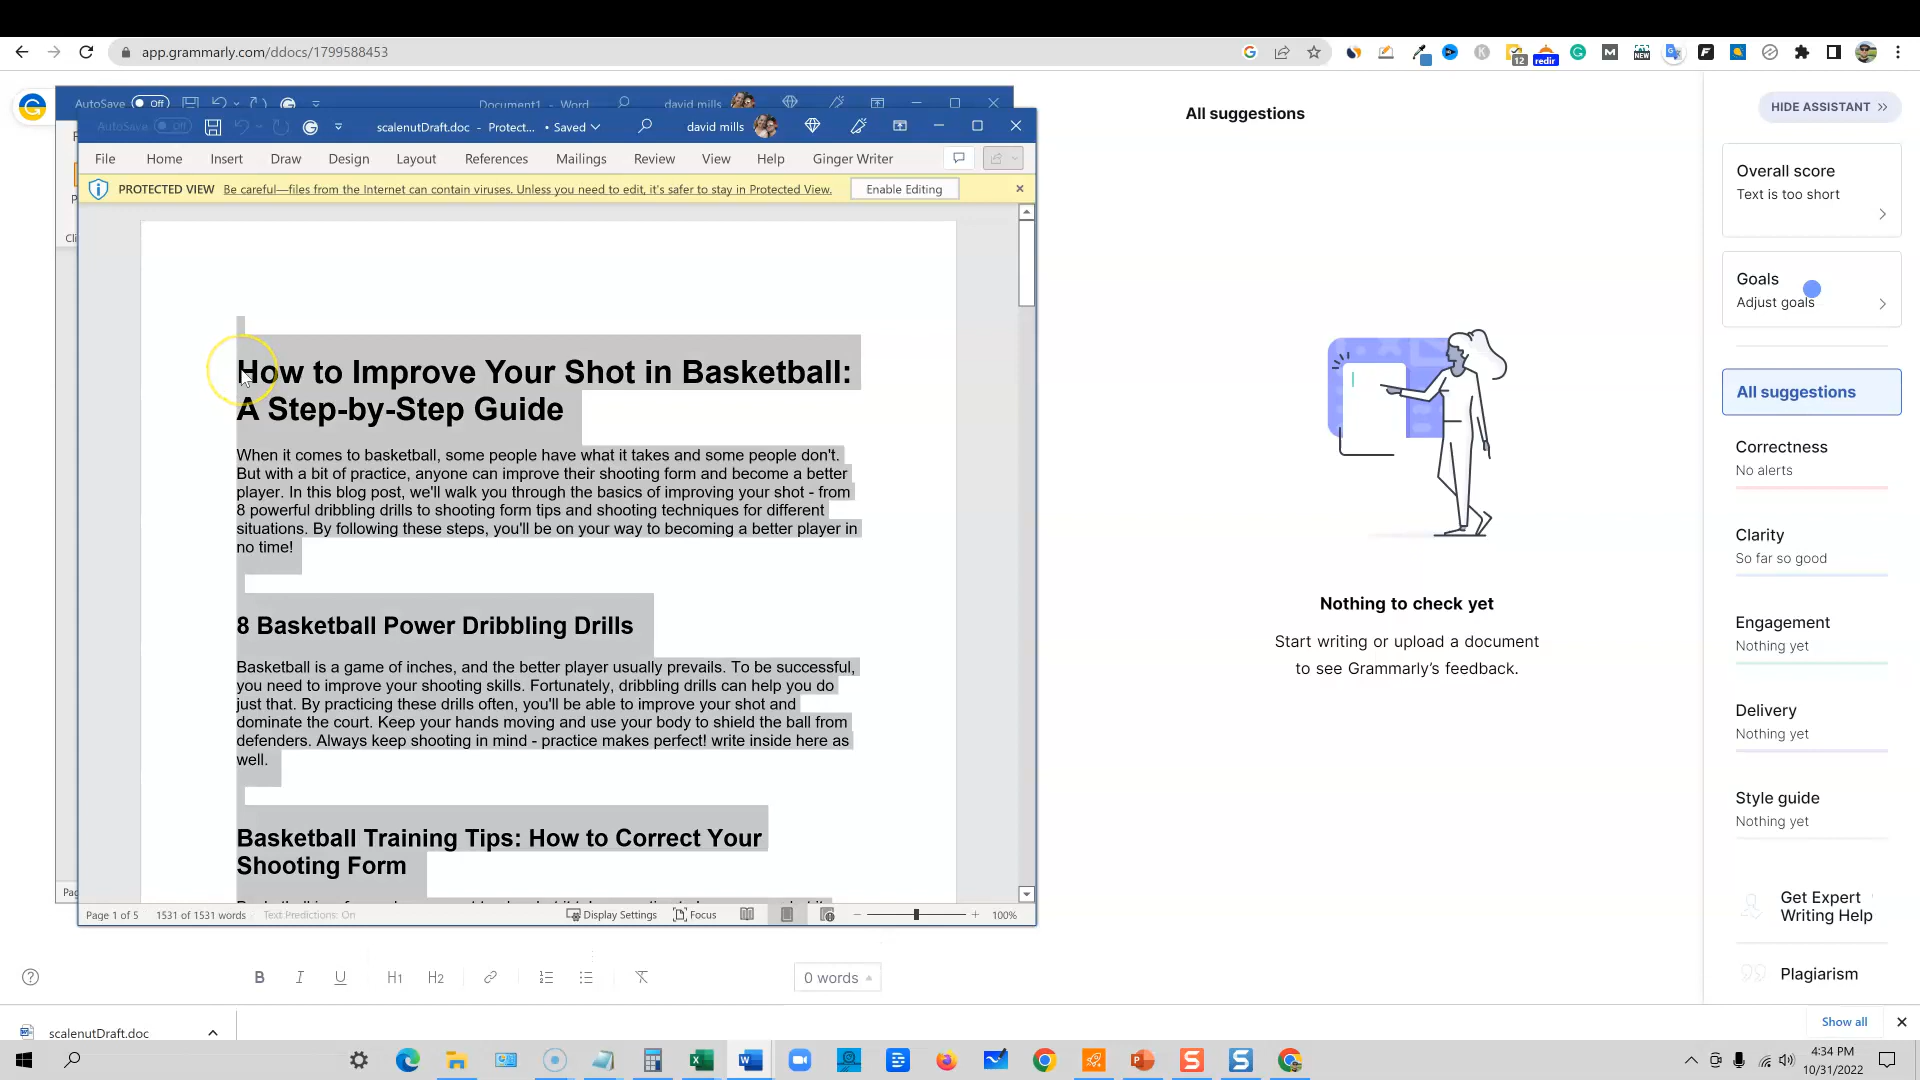 app.grammarly.com/ddocs/1799588453
12
redir
NEW
AutoSave Off
Document1 - Word
david mills
HIDE ASSISTANT
All suggestions
AutoSave Off
scalenutDraft.doc - Protect... • Saved
david mills
File Home Insert Draw Design Layout References Mailings Review View Help Ginger Writer
PROTECTED VIEW Be careful—files from the Internet can contain viruses. Unless you need to edit, it's safer to stay in Protected View. Enable Editing
How to Improve Your Shot in Basketball:
A Step-by-Step Guide
When it comes to basketball, some people have what it takes and some people don't.
But with a bit of practice, anyone can improve their shooting form and become a better
player. In this blog post, we'll walk you through the basics of improving your shot - from
8 powerful dribbling drills to shooting form tips and shooting techniques for different
situations. By following these steps, you'll be on your way to becoming a better player in
no time!
8 Basketball Power Dribbling Drills
Basketball is a game of inches, and the better player usually prevails. To be successful,
you need to improve your shooting skills. Fortunately, dribbling drills can help you do
just that. By practicing these drills often, you'll be able to improve your shot and
dominate the court. Keep your hands moving and use your body to shield the ball from
defenders. Always keep shooting in mind - practice makes perfect! write inside here as
well.
Basketball Training Tips: How to Correct Your
Shooting Form
Page 1 of 5 1531 of 1531 words Text Predictions: On Display Settings Focus 100%
Nothing to check yet
Start writing or upload a document
to see Grammarly's feedback.
Overall score
Text is too short
Goals
Adjust goals
All suggestions
Correctness
No alerts
Clarity
So far so good
Engagement
Nothing yet
Delivery
Nothing yet
Style guide
Nothing yet
Get Expert
Writing Help
Plagiarism
B I U H1 H2
0 words
scalenutDraft.doc
Show all
4:34 PM
10/31/2022